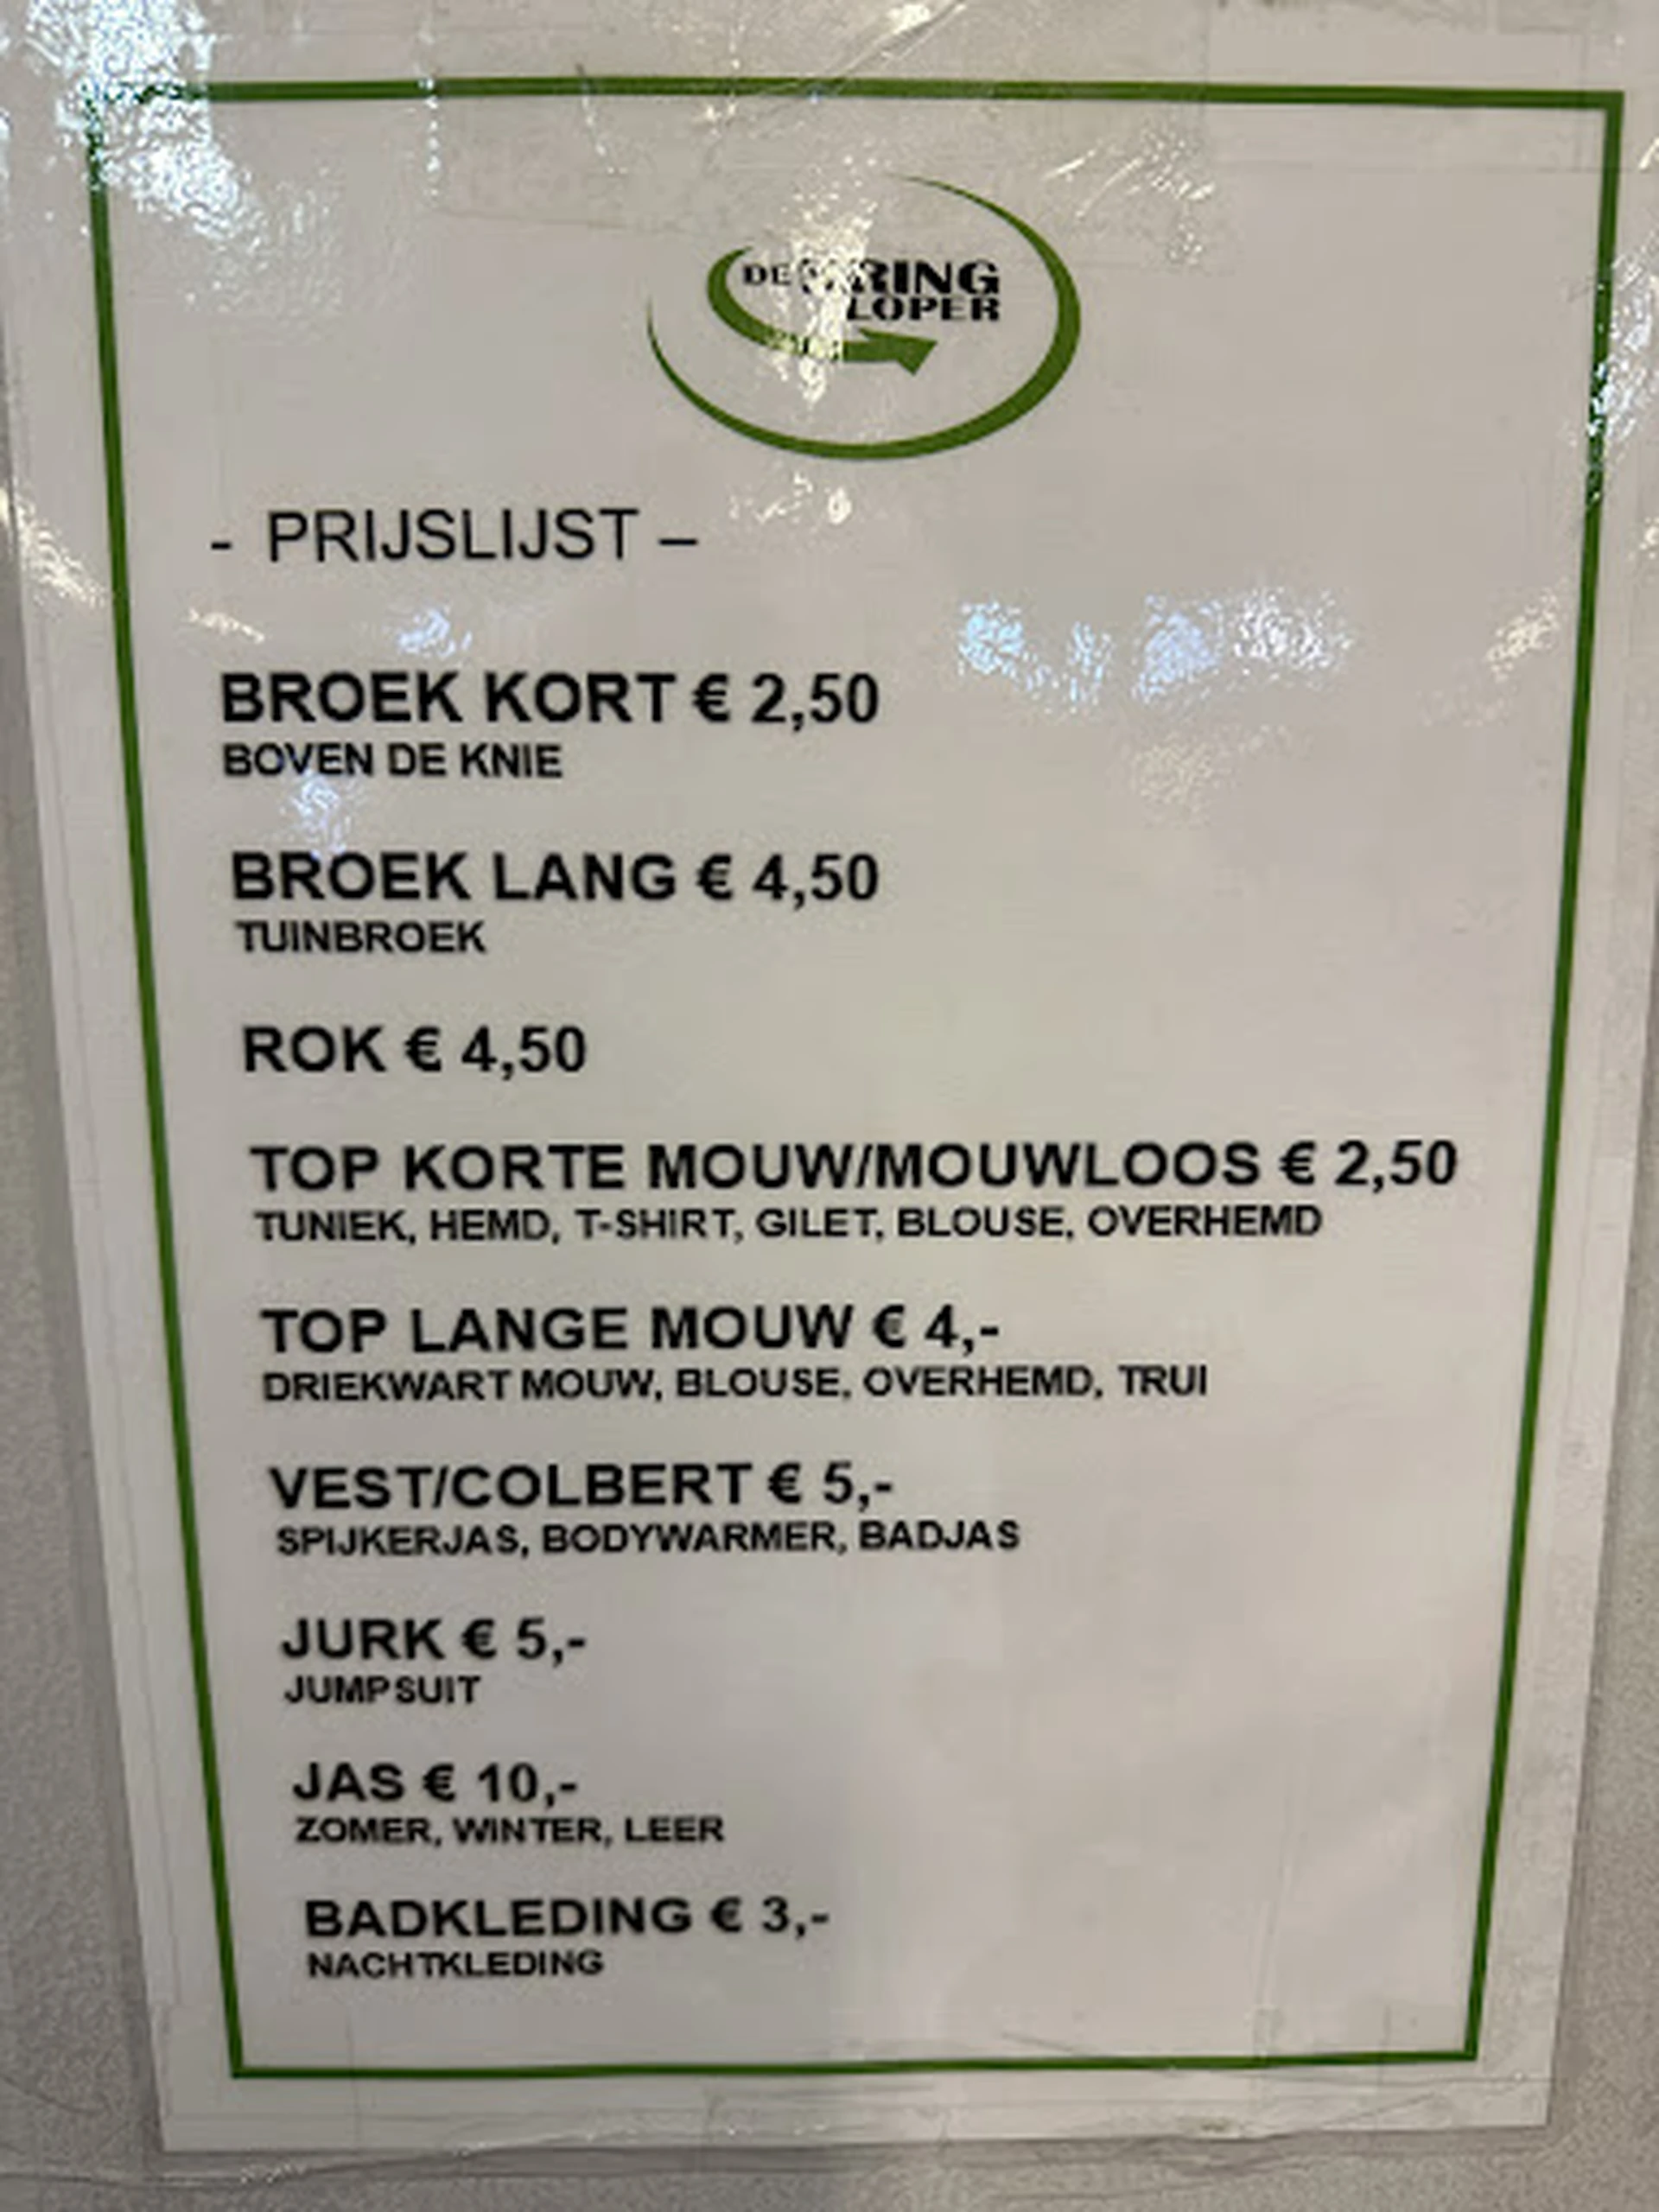 DE KRING
LOPER
- PRIJSLIJST –
BROEK KORT € 2,50
BOVEN DE KNIE
BROEK LANG € 4,50
TUINBROEK
ROK € 4,50
TOP KORTE MOUW/MOUWLOOS € 2,50
TUNIEK, HEMD, T-SHIRT, GILET, BLOUSE, OVERHEMD
TOP LANGE MOUW € 4,-
DRIEKWART MOUW, BLOUSE, OVERHEMD, TRUI
VEST/COLBERT € 5,-
SPIJKERJAS, BODYWARMER, BADJAS
JURK € 5,-
JUMPSUIT
JAS € 10,-
ZOMER, WINTER, LEER
BADKLEDING € 3,-
NACHTKLEDING